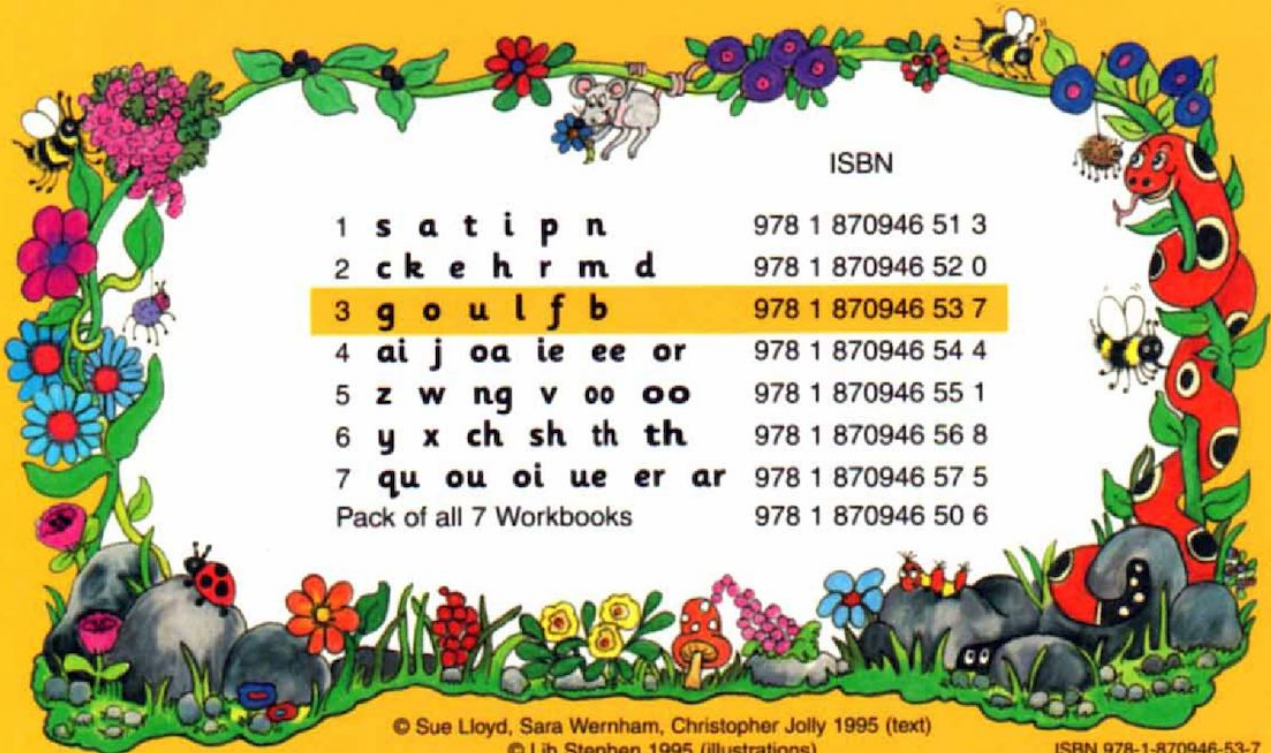 ISBN
1 s a t i p n 978 1 870946 51 3
2 ck e h r m d 978 1 870946 52 0
3 g o u l f b 978 1 870946 53 7
4 ai j oa ie ee or 978 1 870946 54 4
5 z w ng v oo oo 978 1 870946 55 1
6 y x ch sh th th 978 1 870946 56 8
7 qu ou oi ue er ar 978 1 870946 57 5
Pack of all 7 Workbooks 978 1 870946 50 6
© Sue Lloyd, Sara Wernham, Christopher Jolly 1995 (text)
© Lib Stephen 1995 (illustrations)
ISBN 978-1-870946-53-7